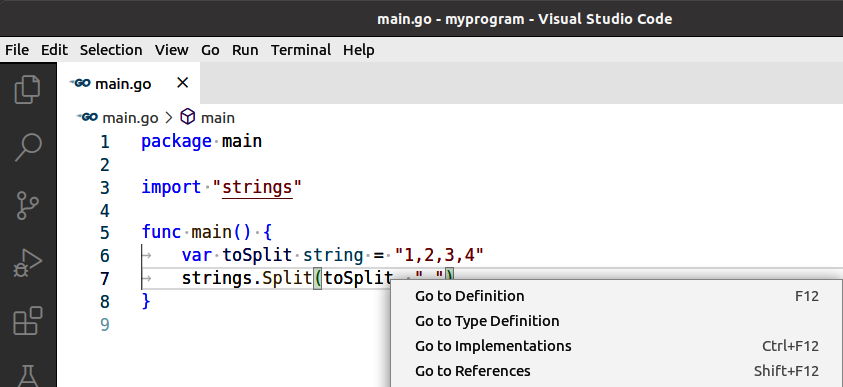 main.go - myprogram - Visual Studio Code
File Edit Selection View Go Run Terminal Help
GO main.go ×
GO main.go > main
1 package main
2
3 import "strings"
4
5 func main() {
6 var toSplit string = "1,2,3,4"
7 strings.Split(toSplit, ",")
8 }
9
Go to Definition F12
Go to Type Definition
Go to Implementations Ctrl+F12
Go to References Shift+F12